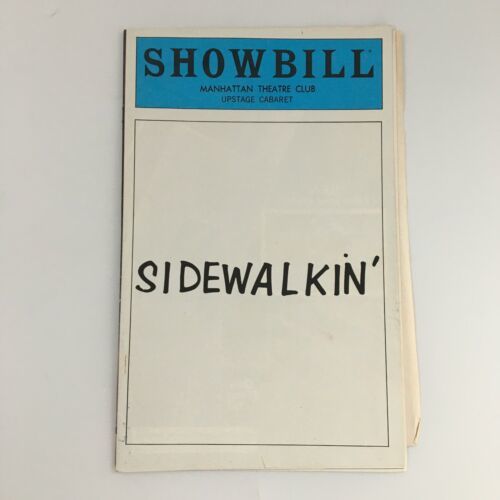 SHOWBILL
MANHATTAN THEATRE CLUB
UPSTAGE CABARET
SIDEWALKIN'